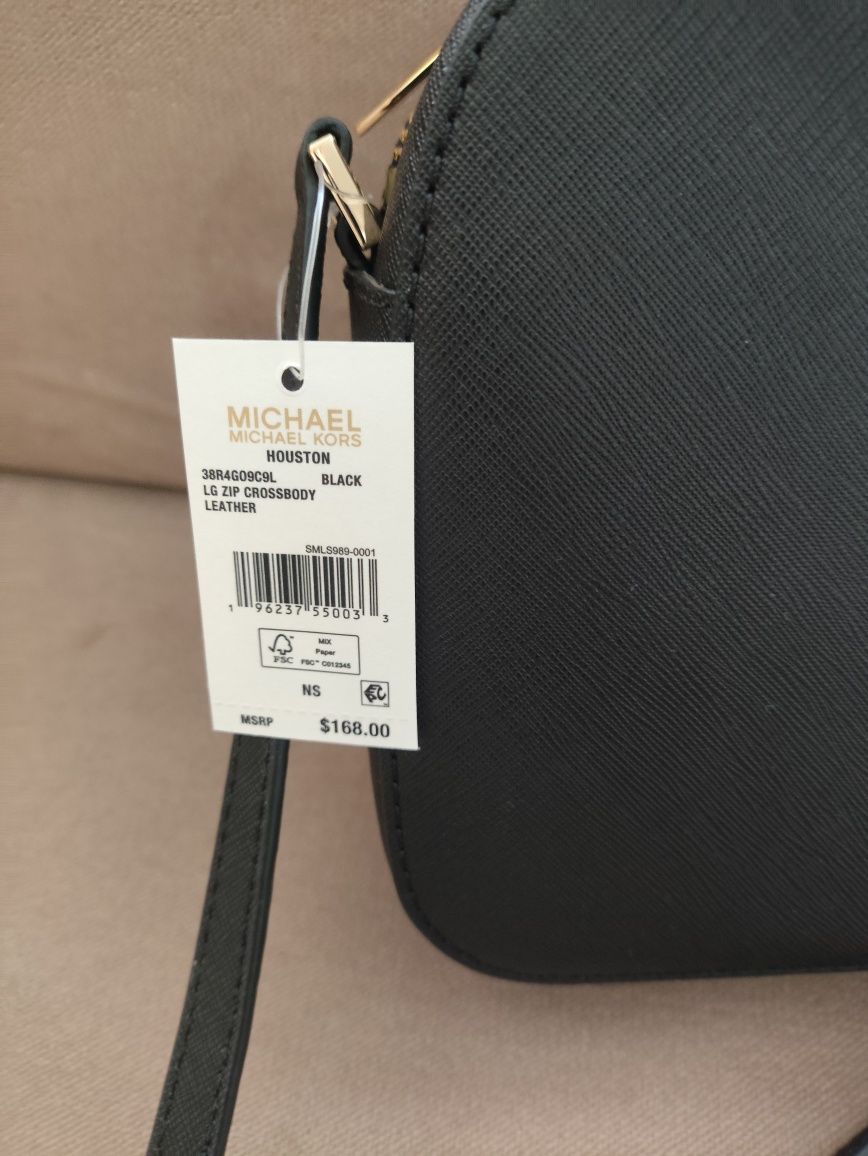 MICHAEL
MICHAEL KORS
HOUSTON
38R4G09C9L BLACK
LG ZIP CROSSBODY
LEATHER
SMLS989-0001
1 96237 55003 3
FSC™ MIX
Paper
FSC™ C012345
NS
MSRP $168.00